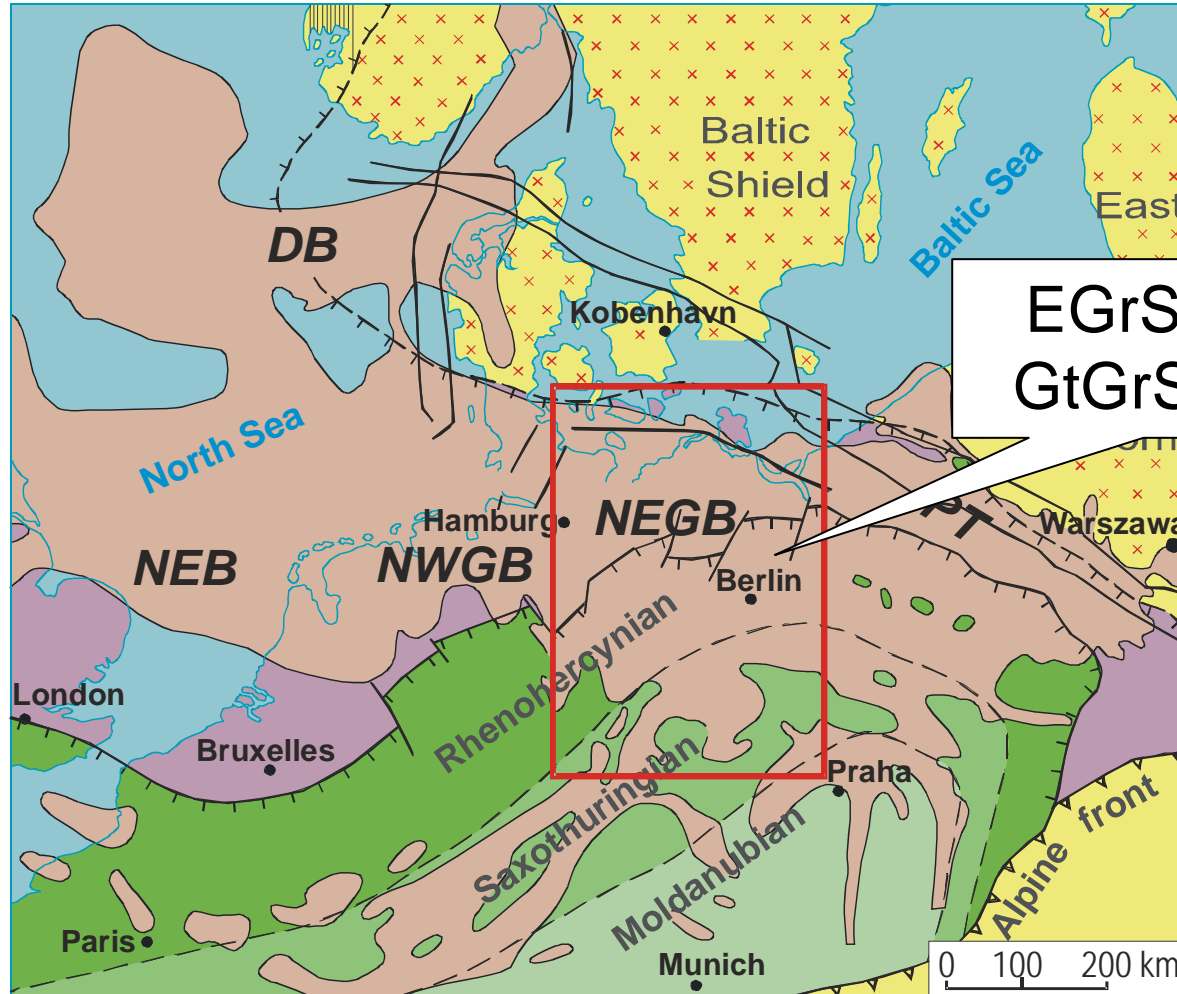 Baltic
Shield
Baltic Sea
East
DB
EGrS
GtGrS
Kobenhavn
North Sea
PT
Hamburg
NEGB
Warszawa
NEB
NWGB
Berlin
Rhenohercynian
London
Bruxelles
Praha
Saxothuringian
Moldanubian
Alpine front
Paris
Munich
0 100 200 km